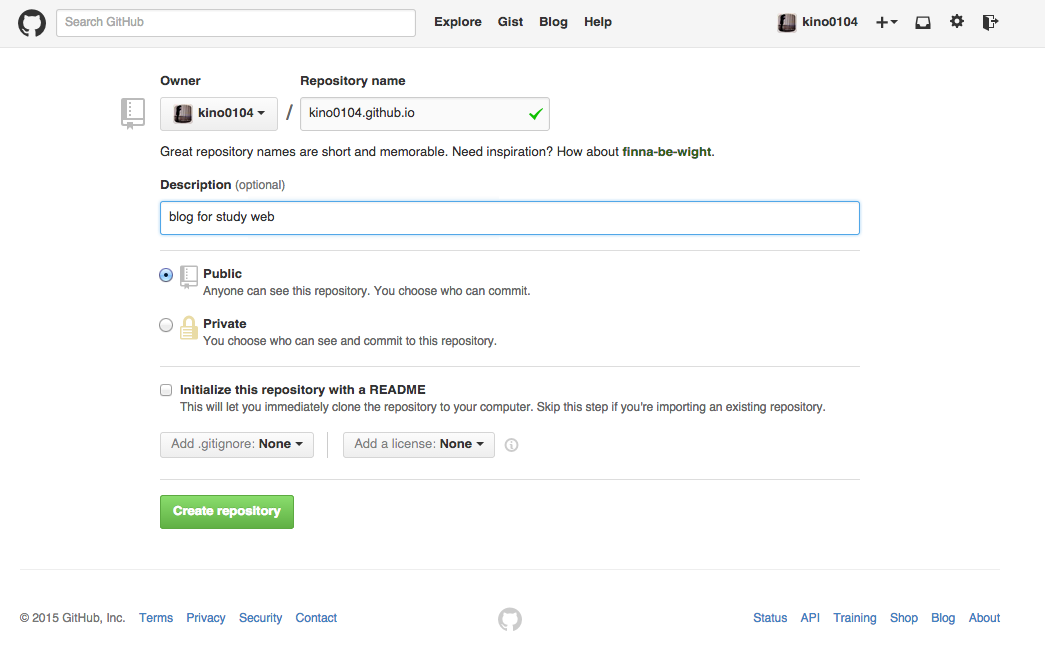 Search GitHub Explore Gist Blog Help kino0104
Owner Repository name
kino0104 / kino0104.github.io
Great repository names are short and memorable. Need inspiration? How about finna-be-wight.
Description (optional)
blog for study web
Public
Anyone can see this repository. You choose who can commit.
Private
You choose who can see and commit to this repository.
Initialize this repository with a README
This will let you immediately clone the repository to your computer. Skip this step if you're importing an existing repository.
Add .gitignore: None Add a license: None
Create repository
© 2015 GitHub, Inc. Terms Privacy Security Contact Status API Training Shop Blog About